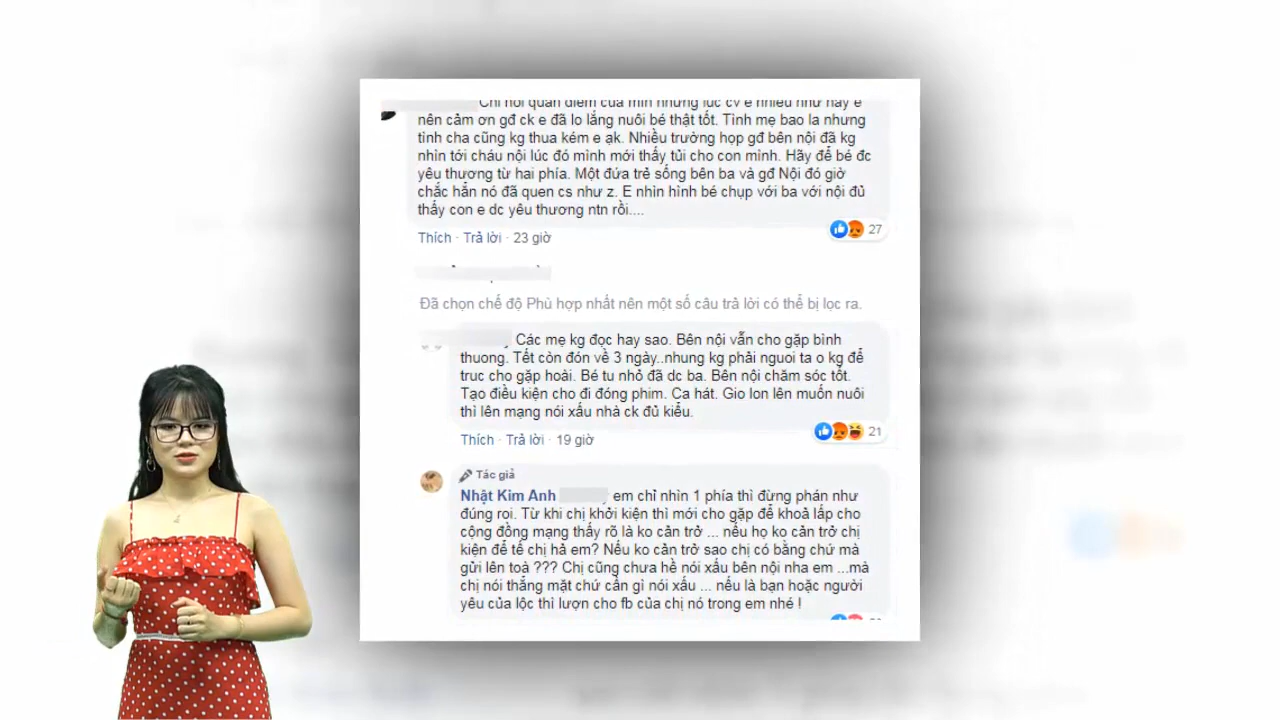 Chỉ nói quan điểm của mih nhưng lúc cv e nhiều như nay e
nên cảm ơn gđ ck e đã lo lắng nuôi bé thật tốt. Tình mẹ bao la nhưng
tình cha cũng kg thua kém e ạk. Nhiều trường họp gđ bên nội đã kg
nhìn tới cháu nội lúc đó mình mới thấy tủi cho con mình. Hãy để bé đc
yêu thương từ hai phía. Một đứa trẻ sống bên ba và gđ Nội đó giờ
chắc hẳn nó đã quen cs như z. E nhìn hình bé chụp với ba với nội đủ
thấy con e dc yêu thương ntn rồi....
Thích · Trả lời · 23 giờ
27
Đã chọn chế độ Phù hợp nhất nên một số câu trả lời có thể bị lọc ra.
Các mẹ kg đọc hay sao. Bên nội vẫn cho gặp bình
thuong. Tết còn đón về 3 ngày..nhung kg phải nguoi ta o kg để
truc cho gặp hoài. Bé tu nhỏ đã dc ba. Bên nội chăm sóc tốt.
Tạo điều kiện cho đi đóng phim. Ca hát. Gio lon lên muốn nuôi
thì lên mạng nói xấu nhà ck đủ kiểu.
Thích · Trả lời · 19 giờ
21
Tác giả
Nhật Kim Anh em chỉ nhìn 1 phía thì đừng phán như
đúng rọi. Từ khi chị khởi kiện thì mới cho gặp để khoả lấp cho
cộng đồng mạng thấy rõ là ko cản trở ... nếu họ ko cản trở chị
kiện để tế chị hả em? Nếu ko cản trở sao chị có bằng chứ mà
gửi lên toà ??? Chị cũng chưa hề nói xấu bên nội nha em ...mà
chị nói thẳng mặt chứ cần gì nói xấu ... nếu là bạn hoặc người
yêu của lộc thì lượn cho fb của chị nó trong em nhé !